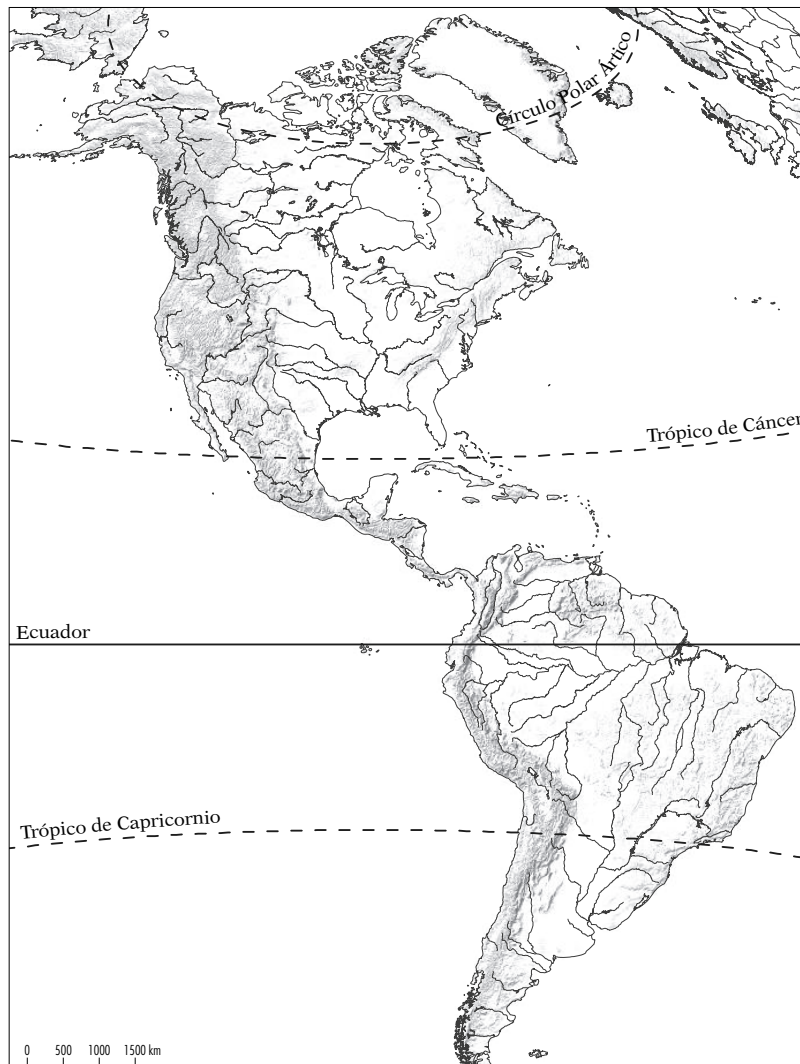 Círculo Polar Ártico
Trópico de Cáncer
Ecuador
Trópico de Capricornio
0 500 1000 1500 km